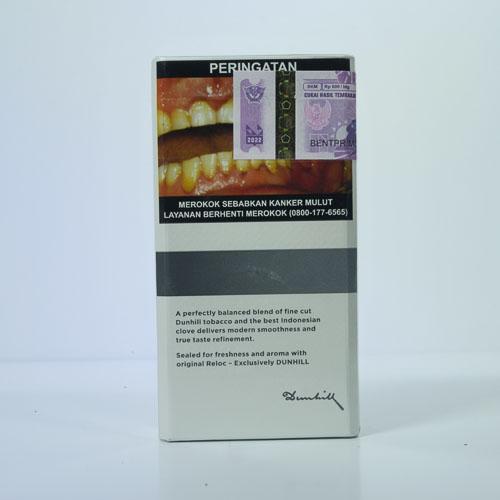 PERINGATAN
SKM
CUKAI HASIL TEMBAKAU
2022
BENTPRIM
MEROKOK SEBABKAN KANKER MULUT
LAYANAN BERHENTI MEROKOK (0800-177-6565)
A perfectly balanced blend of fine cut
Dunhill tobacco and the best Indonesian
clove delivers modern smoothness and
true taste refinement.
Sealed for freshness and aroma with
original Reloc – Exclusively DUNHILL
Dunhill